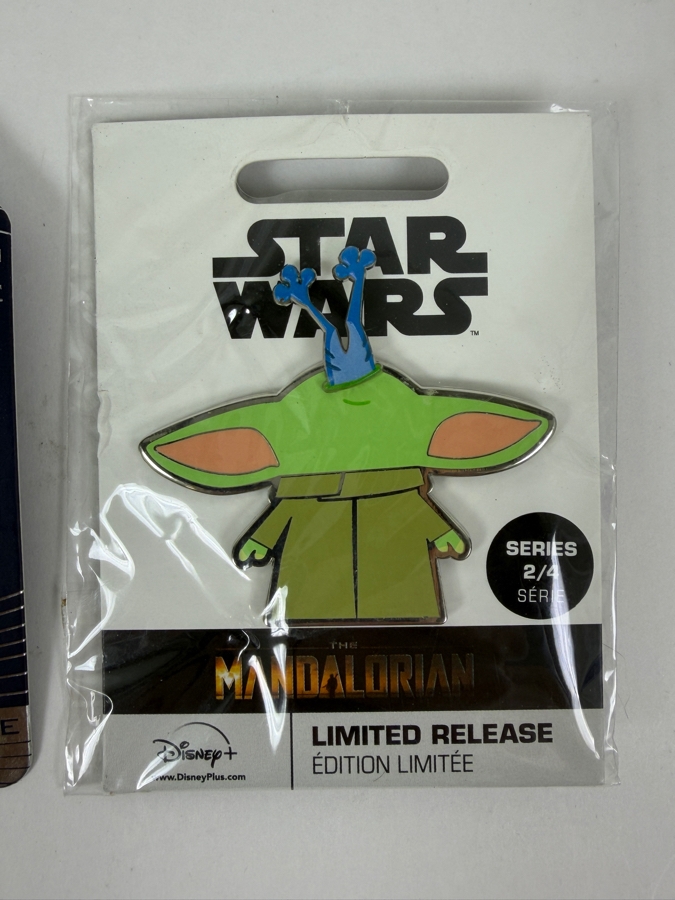 STAR
WARS
TM
SERIES
2/4
SÉRIE
THE
MANDALORIAN
Disney+
www.DisneyPlus.com
LIMITED RELEASE
ÉDITION LIMITÉE
E